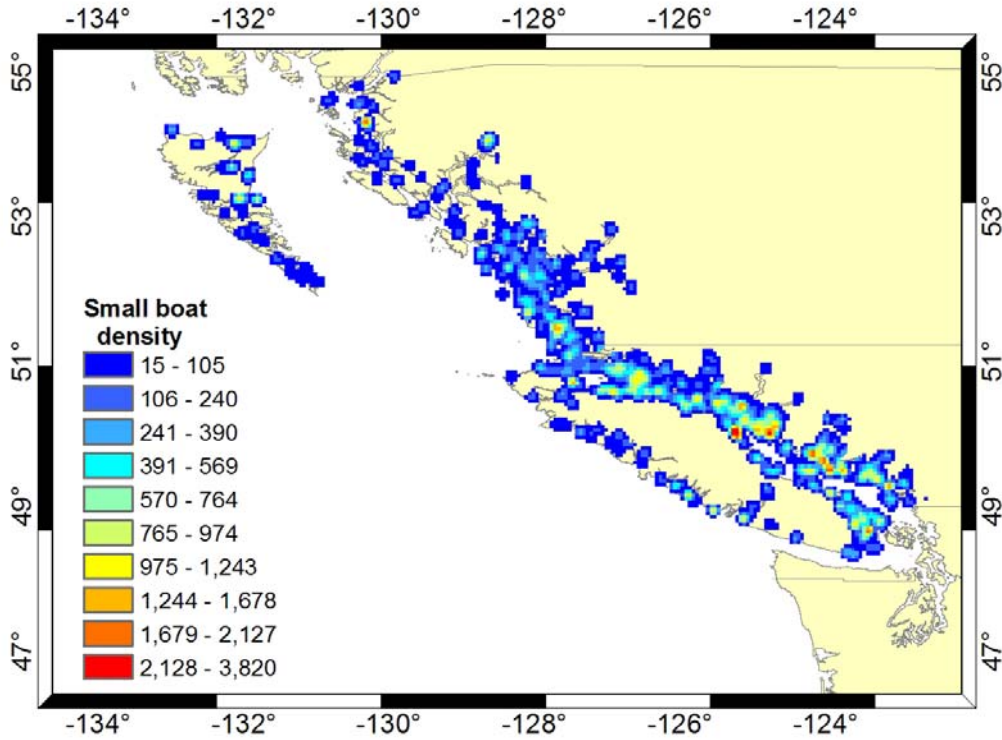 -134° -132° -130° -128° -126° -124°
55° 55°
53° 53°
51° 51°
49° 49°
47° 47°
Small boat
density
15 - 105
106 - 240
241 - 390
391 - 569
570 - 764
765 - 974
975 - 1,243
1,244 - 1,678
1,679 - 2,127
2,128 - 3,820
-134° -132° -130° -128° -126° -124°